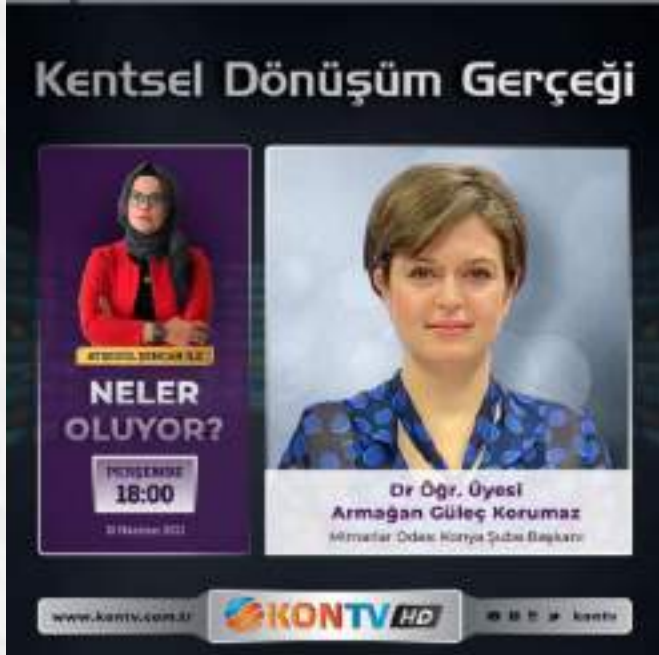 Kentsel Dönüşüm Gerçeği
NELER
OLUYOR?
PERŞEMBE
18:00
Dr Öğr. Üyesi
Armağan Güleç Korumaz
Mimarlar Odası Konya Şube Başkanı
www.kontv.com.tr
KONTV HD
kontv